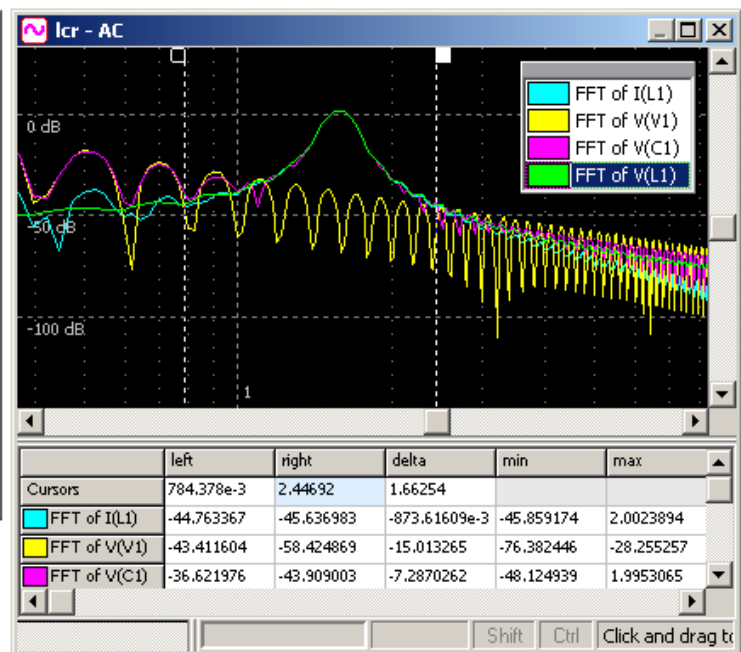 lcr - AC
FFT of I(L1)
FFT of V(V1)
FFT of V(C1)
FFT of V(L1)
0 dB
-50 dB
-100 dB
1
left right delta min max
Cursors 784.378e-3 2.44692 1.66254
FFT of I(L1) -44.763367 -45.636983 -873.61609e-3 -45.859174 2.0023894
FFT of V(V1) -43.411604 -58.424869 -15.013265 -76.382446 -28.255257
FFT of V(C1) -36.621976 -43.909003 -7.2870262 -48.124939 1.9953065
Shift Ctrl Click and drag to